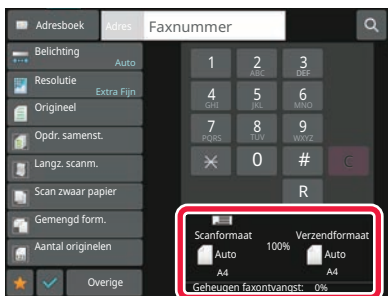 Adresboek
Adres
Faxnummer
Belichting
Auto
Resolutie
Extra Fijn
Origineel
Opdr. samenst.
Langz. scanm.
Scan zwaar papier
Gemengd form.
Aantal originelen
Overige
1
2
ABC
3
DEF
4
GHI
5
JKL
6
MNO
7
PQRS
8
TUV
9
WXYZ
0
#
C
R
Scanformaat
Verzendformaat
100%
Auto
Auto
A4
A4
Geheugen faxontvangst: 0%